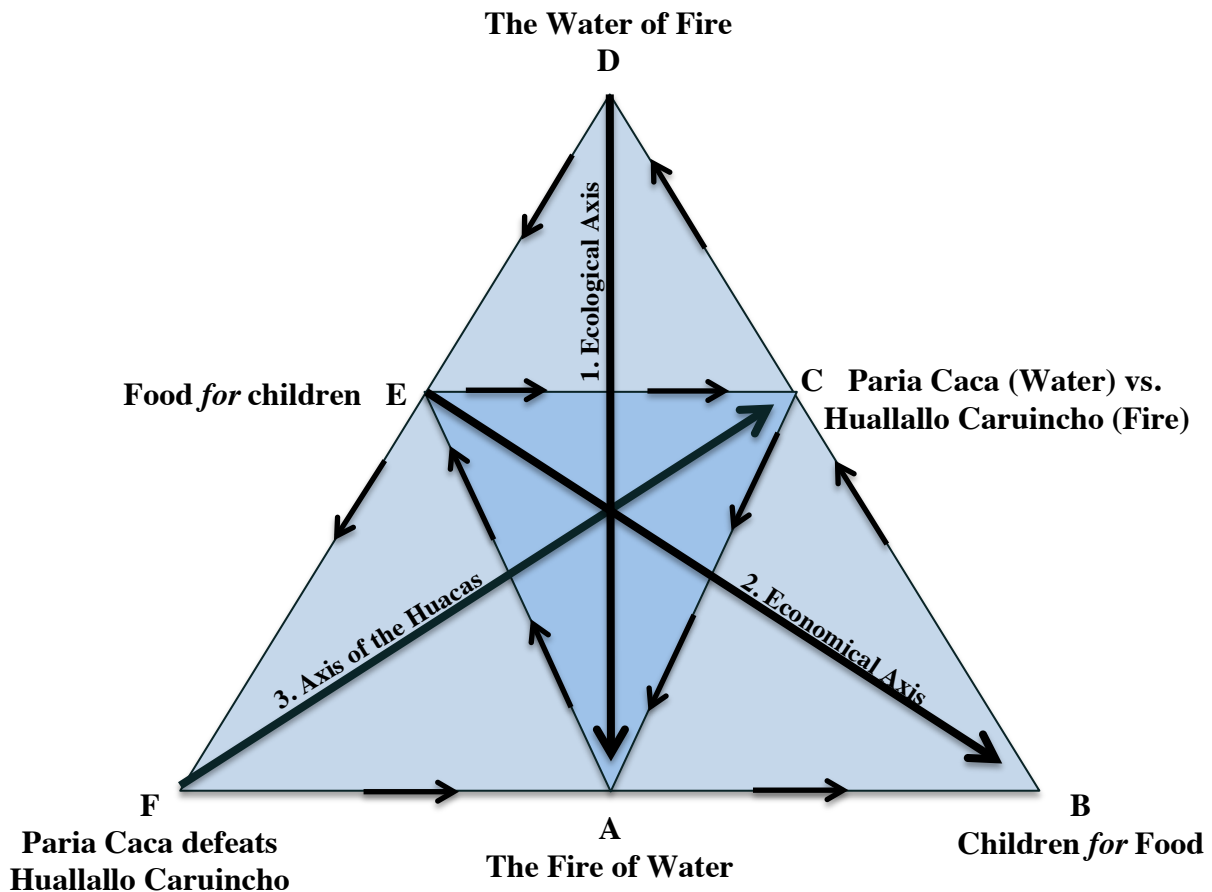 The Water of Fire
D
1. Ecological Axis
Food for children E
C Paria Caca (Water) vs.
Huallallo Caruincho (Fire)
3. Axis of the Huacas
2. Economical Axis
F
Paria Caca defeats
Huallallo Caruincho
A
The Fire of Water
B
Children for Food